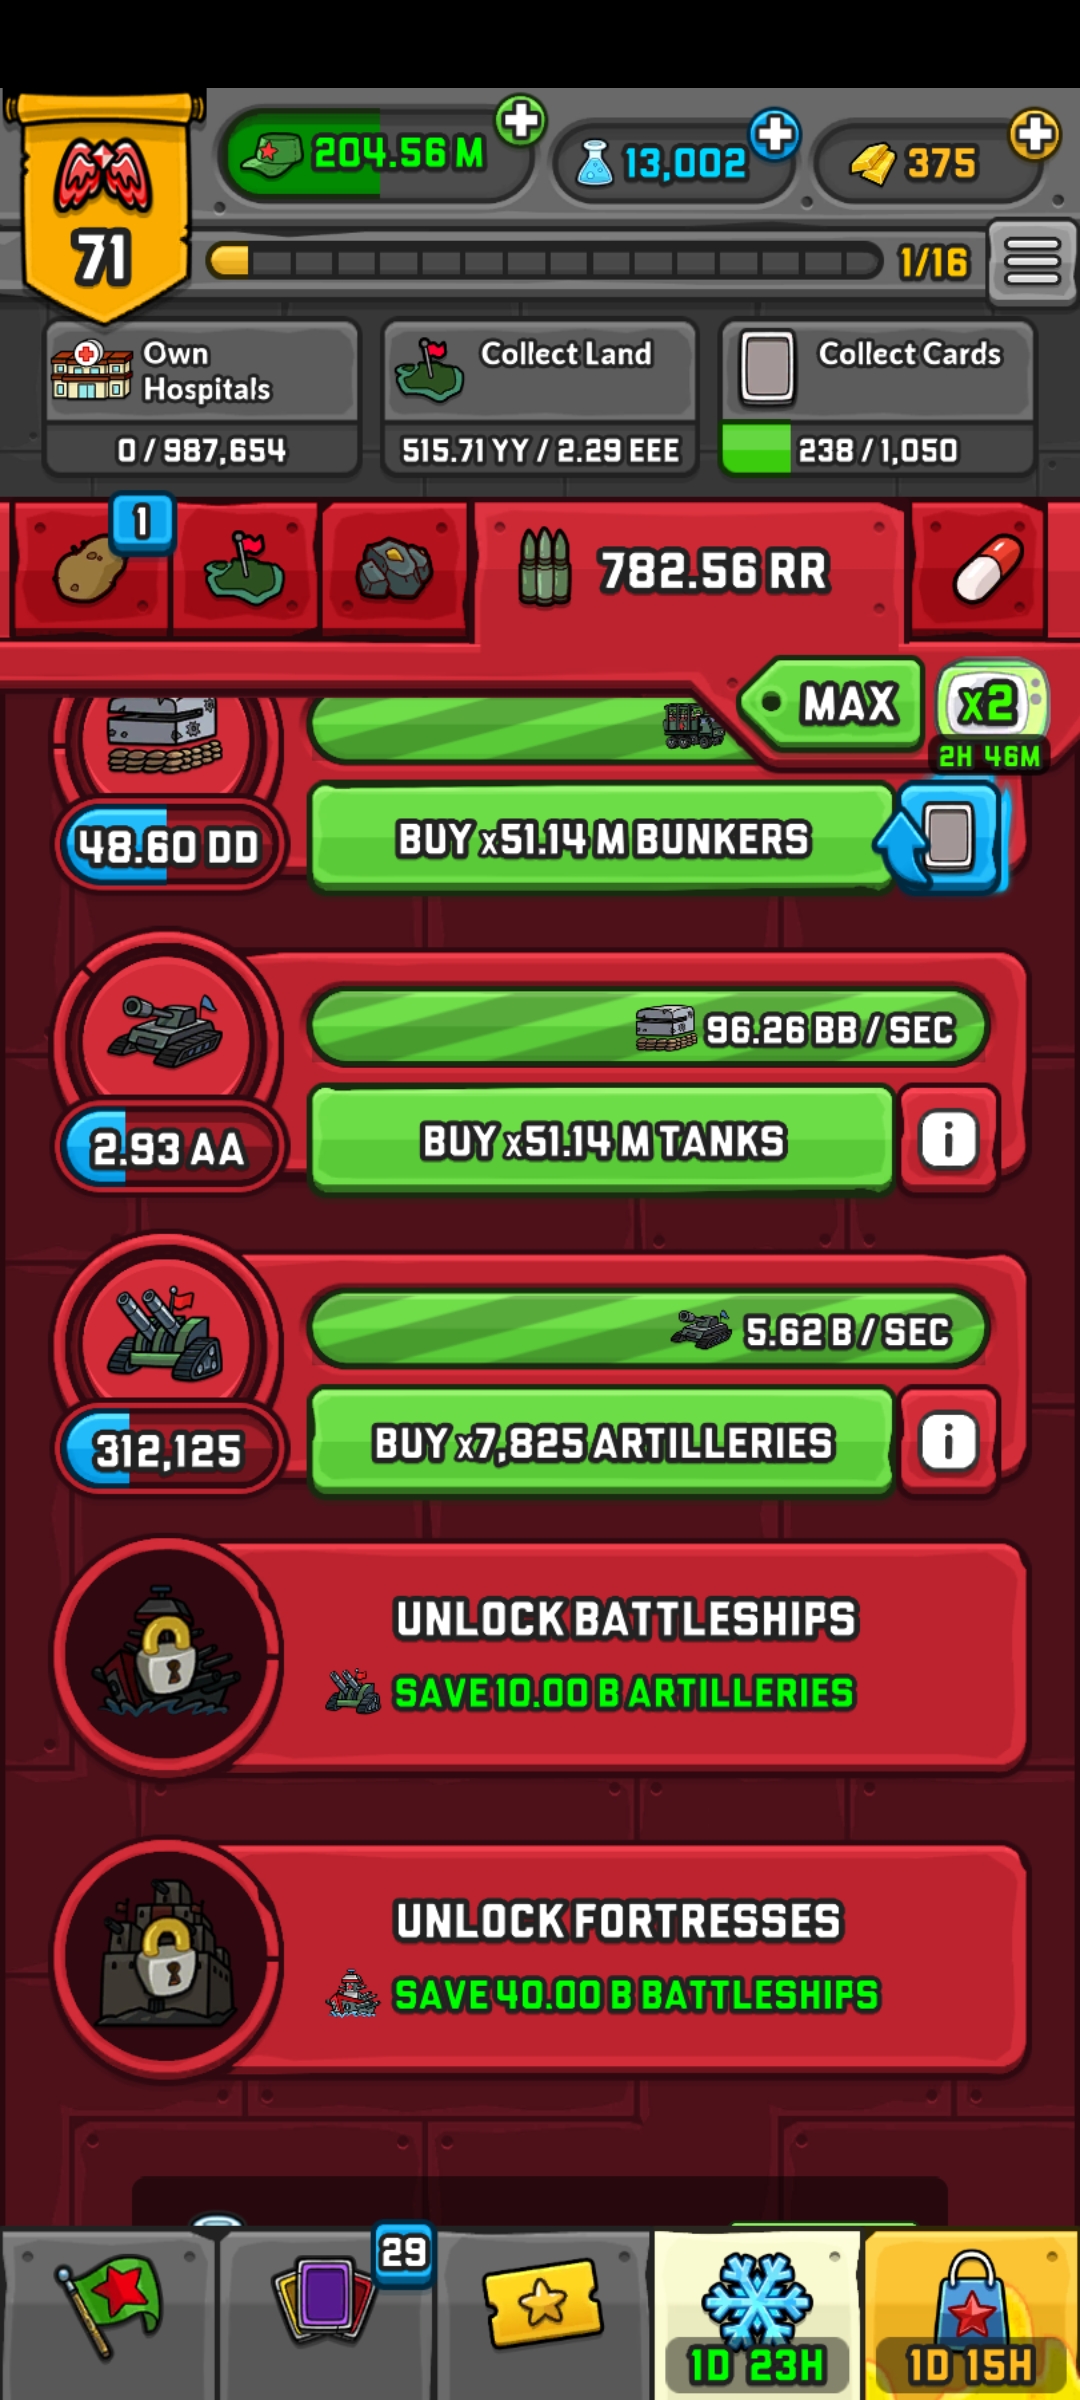 204.56 M
13,002
375
71
1/16
Own
Hospitals
0 / 987,654
Collect Land
515.71 YY / 2.29 EEE
Collect Cards
238 / 1,050
1
782.56 RR
MAX
x2
2H 46M
48.60 DD
BUY x51.14 M BUNKERS
96.26 BB / SEC
2.93 AA
BUY x51.14 M TANKS
i
5.62 B / SEC
312,125
BUY x7,825 ARTILLERIES
i
UNLOCK BATTLESHIPS
SAVE 10.00 B ARTILLERIES
UNLOCK FORTRESSES
SAVE 40.00 B BATTLESHIPS
29
1D 23H
1D 15H